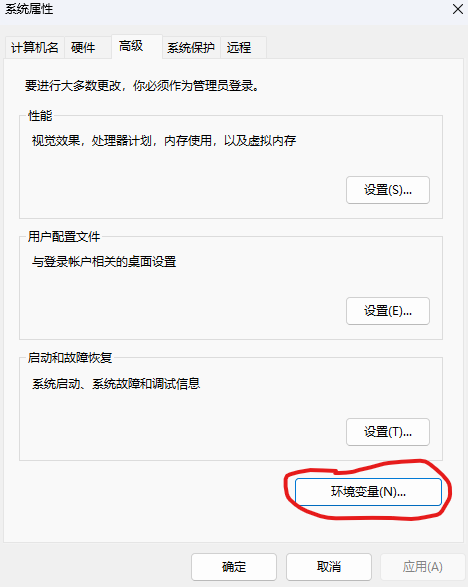 系统属性
计算机名 硬件 高级 系统保护 远程
要进行大多数更改，你必须作为管理员登录。
性能
视觉效果，处理器计划，内存使用，以及虚拟内存
设置(S)...
用户配置文件
与登录帐户相关的桌面设置
设置(E)...
启动和故障恢复
系统启动、系统故障和调试信息
设置(T)...
环境变量(N)...
确定 取消 应用(A)